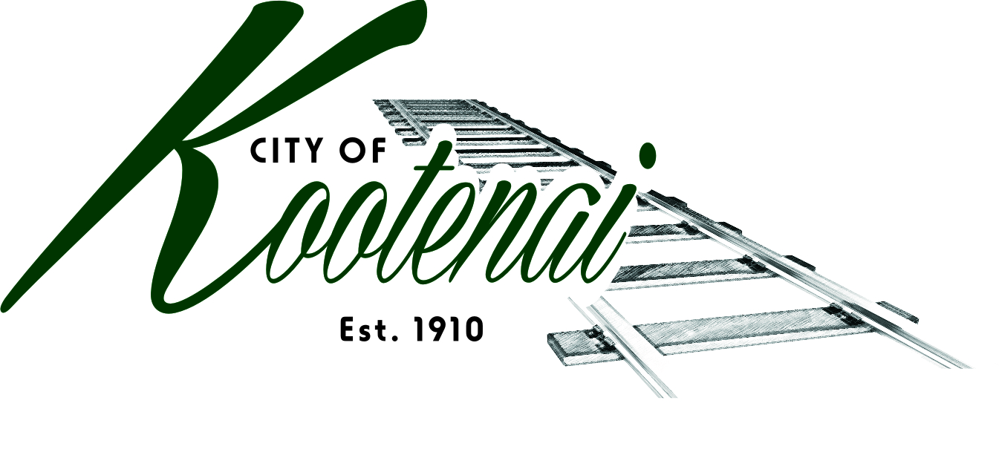 CITY OF
Kootenai
Est. 1910